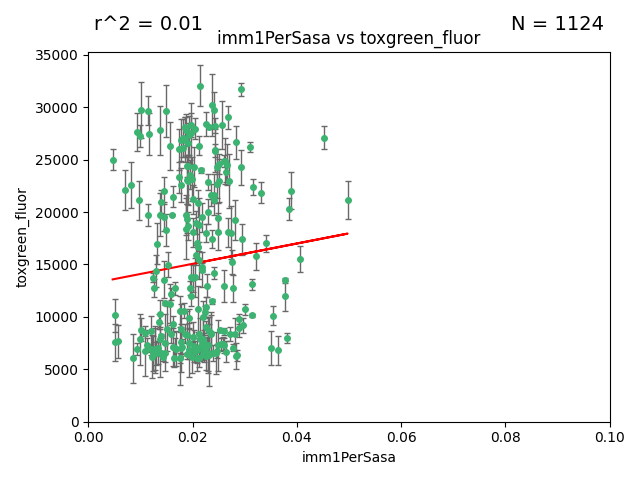 r^2 = 0.01
N = 1124
imm1PerSasa vs toxgreen_fluor
35000
30000
25000
20000
15000
10000
5000
0
toxgreen_fluor
0.00 0.02 0.04 0.06 0.08 0.10
imm1PerSasa